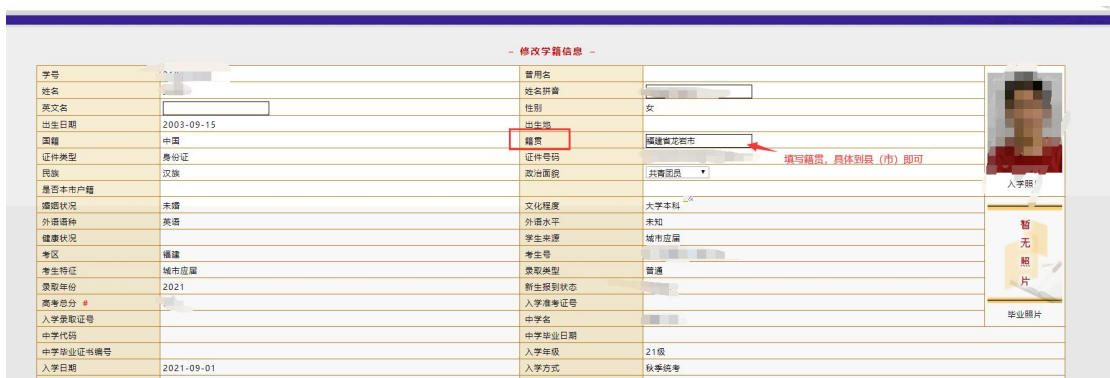 - 修改学籍信息 -
学号 曾用名
姓名 姓名拼音
英文名 性别 女
出生日期 2003-09-15 出生地
国籍 中国 籍贯 福建省龙岩市
证件类型 身份证 证件号码 填写籍贯，具体到县（市）即可
民族 汉族 政治面貌 共青团员
是否本市户籍 入学照
婚姻状况 未婚 文化程度 大学本科
外语语种 英语 外语水平 未知
健康状况 学生来源 城市应届
考区 福建 考生号
暂无照片
考生特征 城市应届 录取类型 普通
录取年份 2021 新生报到状态
高考总分 # 入学准考证号
入学录取证号 中学名 毕业照片
中学代码 中学毕业日期
中学毕业证书编号 入学年级 21级
入学日期 2021-09-01 入学方式 秋季统考